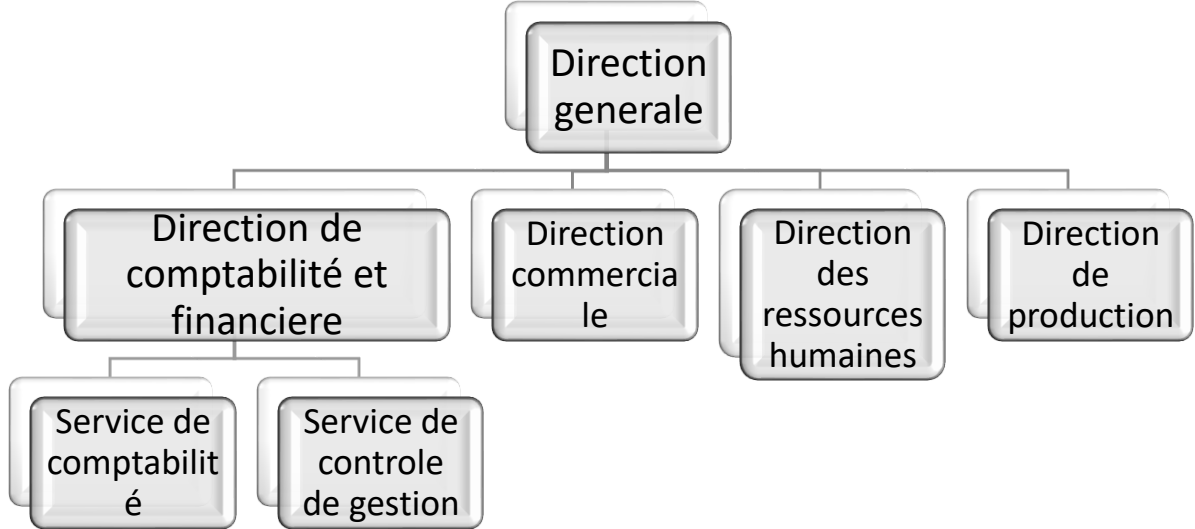 Direction
generale
Direction de
comptabilité et
financiere
Direction
commercia
le
Direction
des
ressources
humaines
Direction
de
production
Service de
comptabilit
é
Service de
controle
de gestion